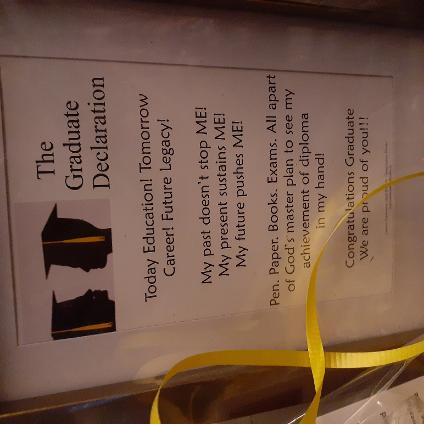 The
Graduate
Declaration
Today Education! Tomorrow
Career! Future Legacy!
My past doesn't stop ME!
My present sustains ME!
My future pushes ME!
Pen. Paper. Books. Exams. All apart
of God's master plan to see my
achievement of diploma
in my hand!
Congratulations Graduate
We are proud of you!!!